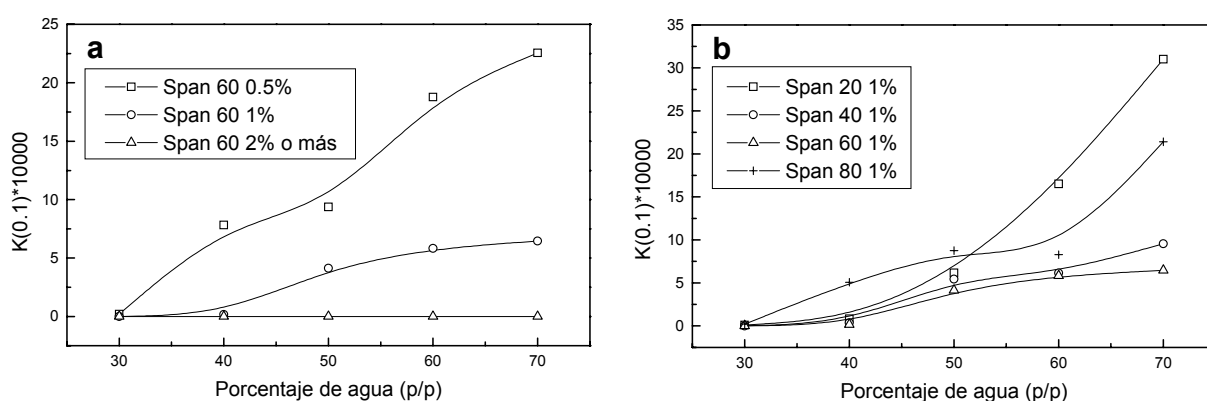 a
Span 60 0.5%
Span 60 1%
Span 60 2% o más
K(0.1)*10000
25
20
15
10
5
0
30 40 50 60 70
Porcentaje de agua (p/p)
b
Span 20 1%
Span 40 1%
Span 60 1%
Span 80 1%
K(0.1)*10000
35
30
25
20
15
10
5
0
30 40 50 60 70
Porcentaje de agua (p/p)